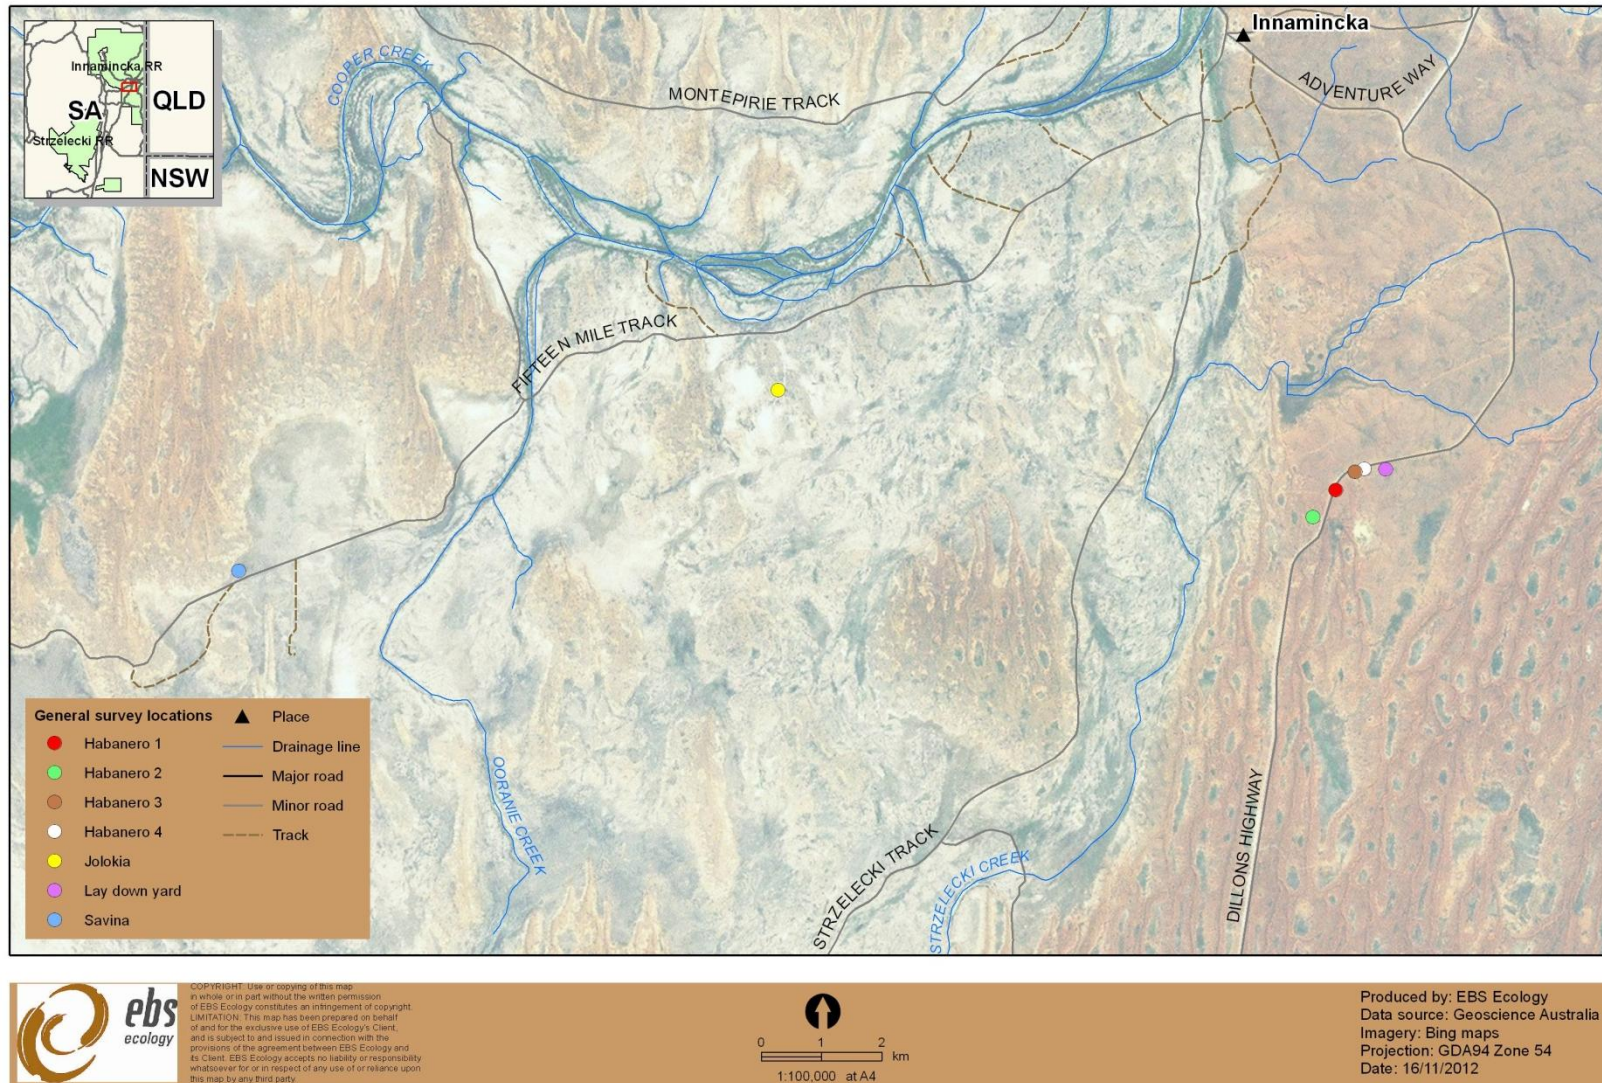 Innamincka
Innamincka RR
SA
QLD
Strzelecki RR
NSW
COOPER CREEK
MONTEPIRIE TRACK
ADVENTURE WAY
FIFTEEN MILE TRACK
OORANIE CREEK
STRZELECKI TRACK
STRZELECKI CREEK
DILLONS HIGHWAY
General survey locations
Habanero 1
Habanero 2
Habanero 3
Habanero 4
Jolokia
Lay down yard
Savina
Place
Drainage line
Major road
Minor road
Track
ebs
ecology
COPYRIGHT: Use or copying of this map
in whole or in part without the written permission
of EBS Ecology constitutes an infringement of copyright.
LIMITATION: This map has been prepared on behalf
of and for the exclusive use of EBS Ecology's Client,
and is subject to and issued in connection with the
provisions of the agreement between EBS Ecology and
its Client. EBS Ecology accepts no liability or responsibility
whatsoever for or in respect of any use of or reliance upon
this map by any third party.
0 1 2
km
1:100,000 at A4
Produced by: EBS Ecology
Data source: Geoscience Australia
Imagery: Bing maps
Projection: GDA94 Zone 54
Date: 16/11/2012